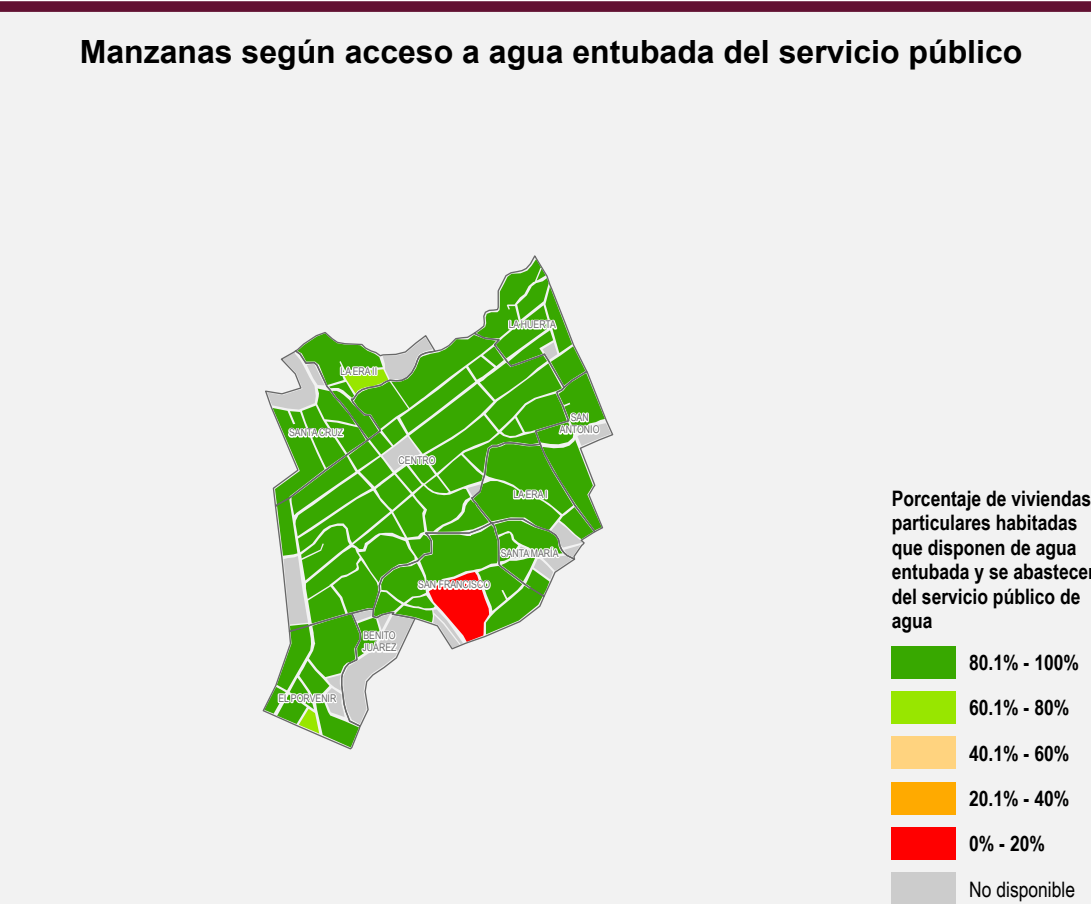 Manzanas según acceso a agua entubada del servicio público
LA HUERTA
LA ERA II
SAN
ANTONIO
SANTA CRUZ
CENTRO
LA ERA I
SANTA MARÍA
SAN FRANCISCO
BENITO
JUÁREZ
EL PORVENIR
Porcentaje de viviendas
particulares habitadas
que disponen de agua
entubada y se abastecen
del servicio público de
agua
80.1% - 100%
60.1% - 80%
40.1% - 60%
20.1% - 40%
0% - 20%
No disponible